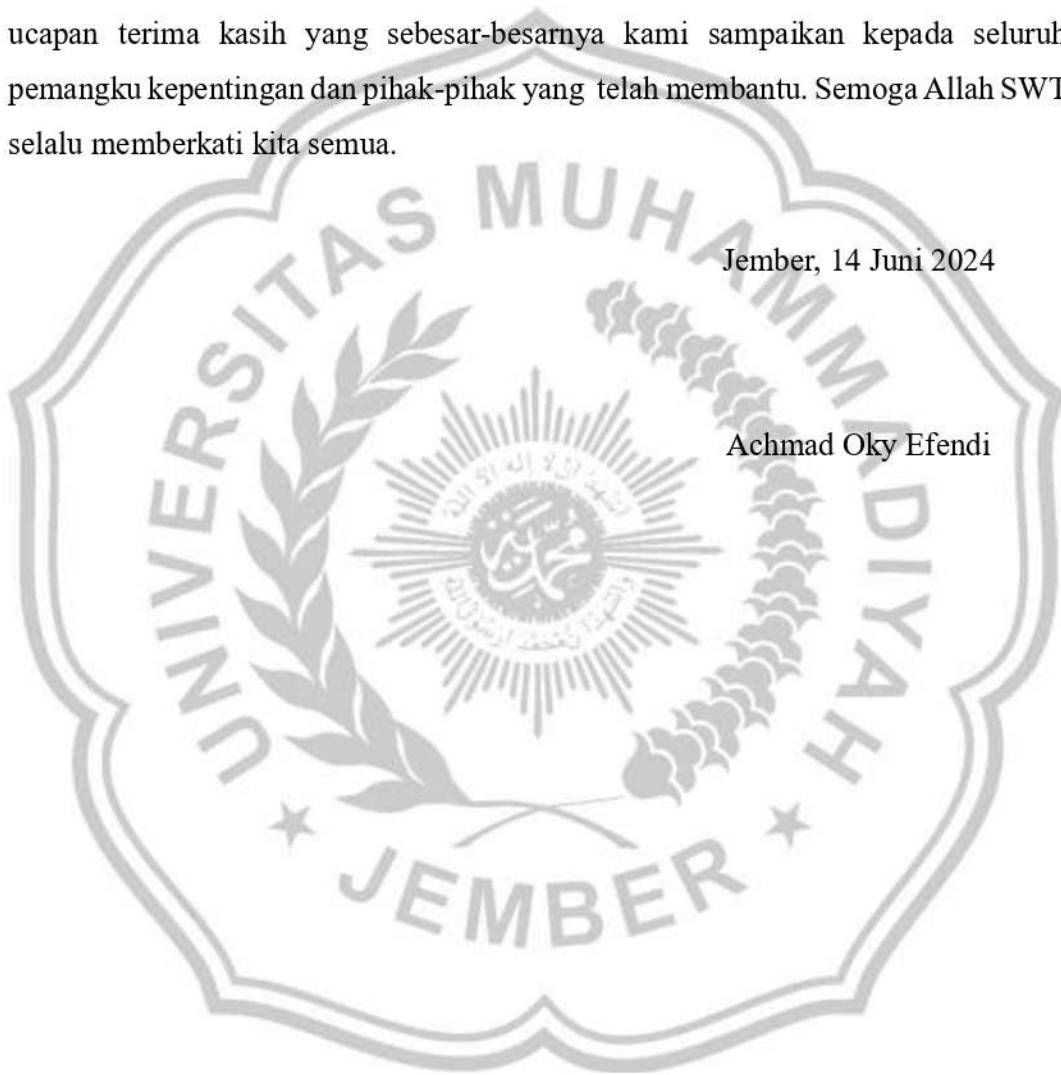 ucapan terima kasih yang sebesar-besarnya kami sampaikan kepada seluruh
pemangku kepentingan dan pihak-pihak yang telah membantu. Semoga Allah SWT
selalu memberkati kita semua.
Jember, 14 Juni 2024
Achmad Oky Efendi
UNIVERSITAS MUHAMMADIYAH
JEMBER